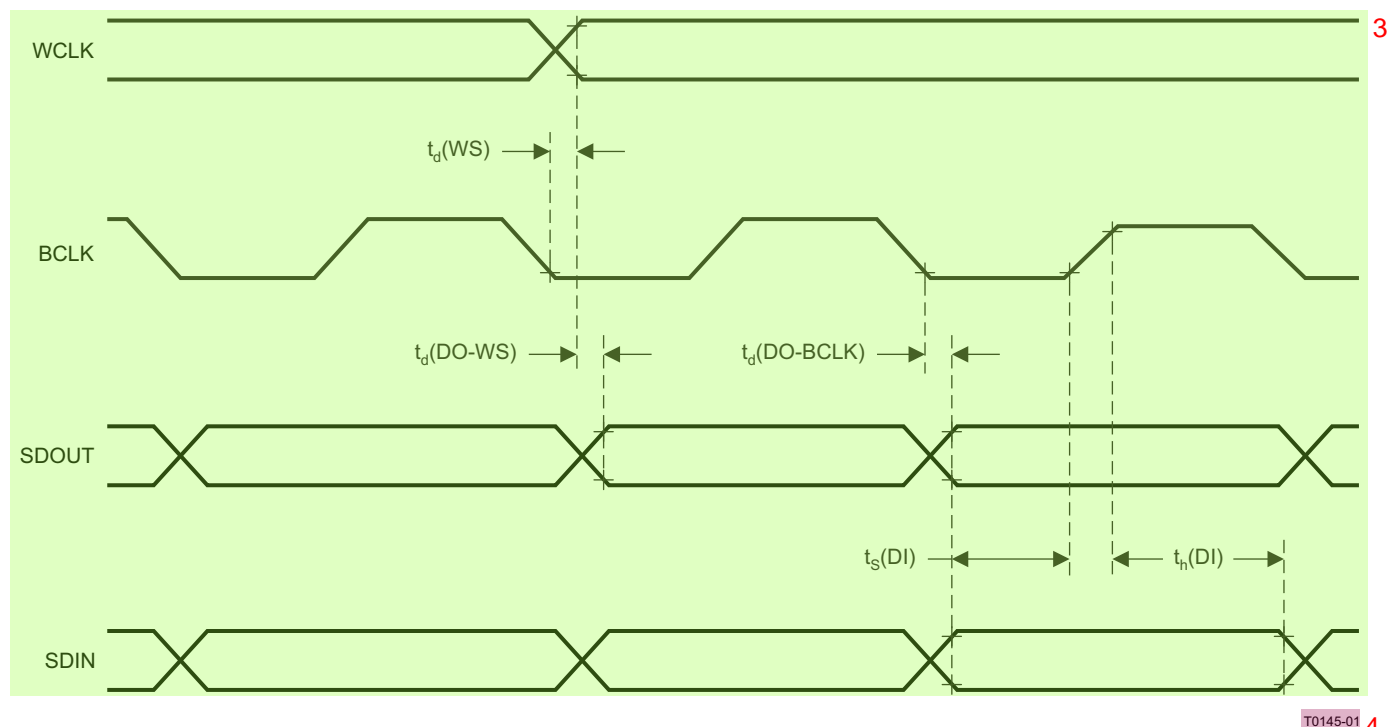 WCLK
3
td(WS)
BCLK
td(DO-WS)
td(DO-BCLK)
SDOUT
tS(DI)
th(DI)
SDIN
T0145-01
4